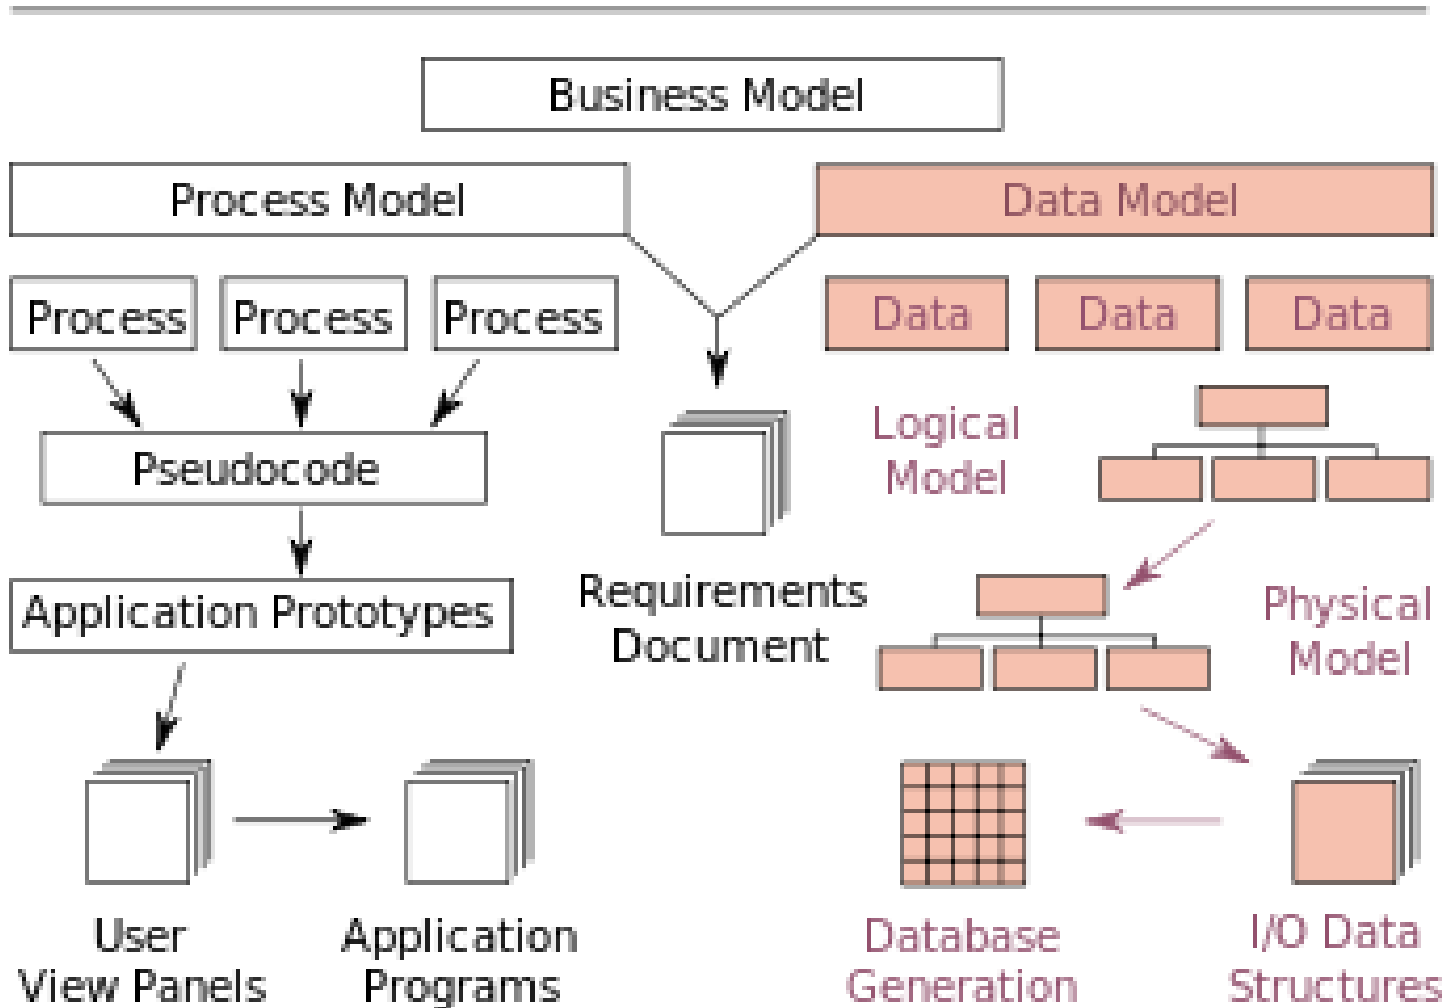 Business Model
Process Model
Data Model
Process
Process
Process
Data
Data
Data
Logical
Model
Pseudocode
Application Prototypes
Requirements
Document
Physical
Model
User
View Panels
Application
Programs
Database
Generation
I/O Data
Structures